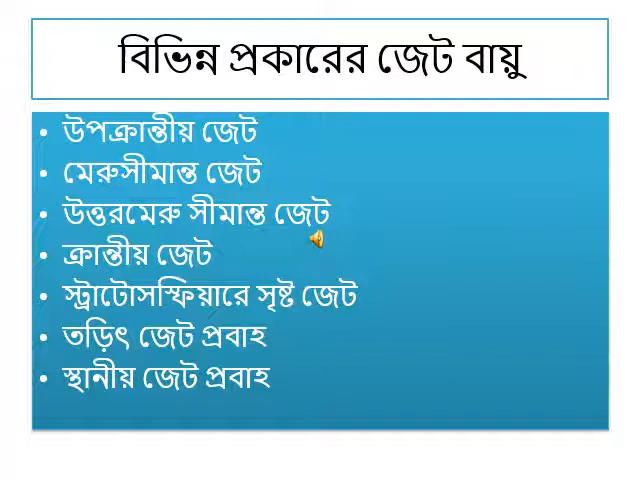 বিভিন্ন প্রকারের জেট বায়ু
• উপক্রান্তীয় জেট
• মেরুসীমান্ত জেট
• উত্তরমেরু সীমান্ত জেট
• ক্রান্তীয় জেট
• স্ট্রাটোসস্ফিয়ারে সৃষ্ট জেট
• তড়িৎ জেট প্রবাহ
• স্থানীয় জেট প্রবাহ